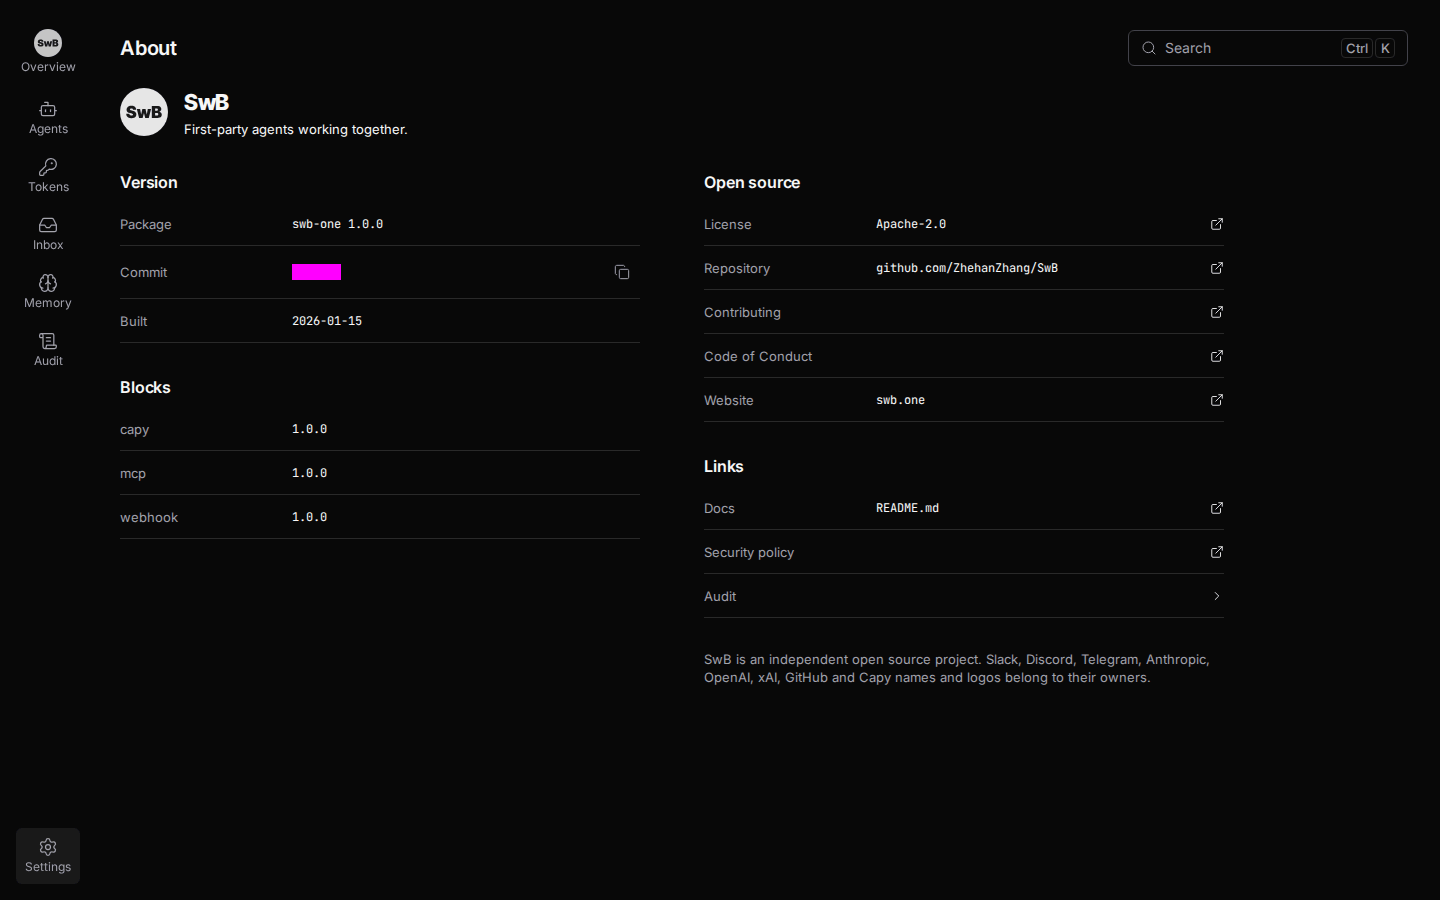 SwB
Overview
Agents
Tokens
Inbox
Memory
Audit
Settings
About
Search Ctrl K
SwB
SwB
First-party agents working together.
Version
Package swb-one 1.0.0
Commit
Built 2026-01-15
Blocks
capy 1.0.0
mcp 1.0.0
webhook 1.0.0
Open source
License Apache-2.0
Repository github.com/ZhehanZhang/SwB
Contributing
Code of Conduct
Website swb.one
Links
Docs README.md
Security policy
Audit
SwB is an independent open source project. Slack, Discord, Telegram, Anthropic,
OpenAI, xAI, GitHub and Capy names and logos belong to their owners.